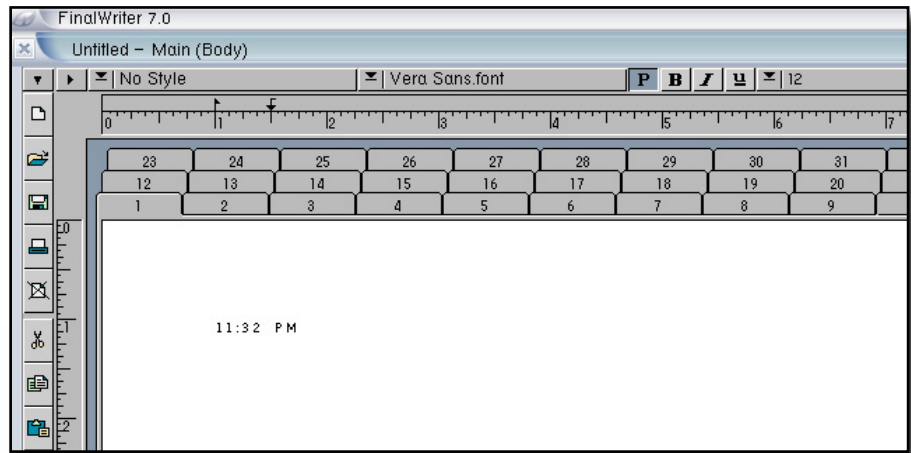 FinalWriter 7.0
Untitled – Main (Body)
No Style Vera Sans.font P B I U 12
0 1 2 3 4 5 6 7
23 24 25 26 27 28 29 30 31
12 13 14 15 16 17 18 19 20
1 2 3 4 5 6 7 8 9
0
11:32 PM
1
2